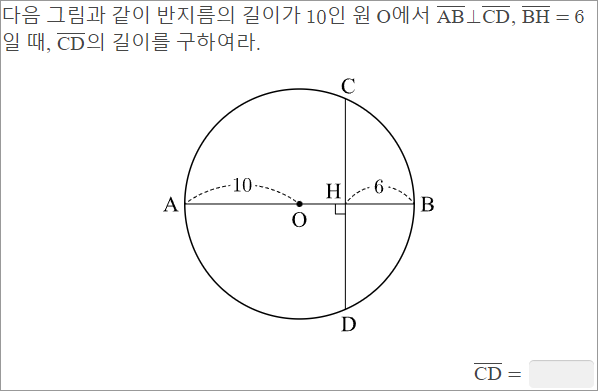 다음 그림과 같이 반지름의 길이가 10인 원 O에서 AB⊥CD, BH = 6
일 때, CD의 길이를 구하여라.
C
10
H
6
A
O
B
D
CD =